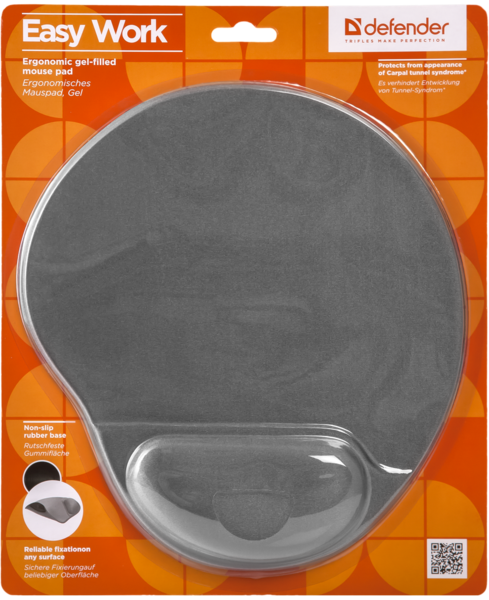 Easy Work
Ergonomic gel-filled
mouse pad
Ergonomisches
Mauspad, Gel
defender
TRIFLES MAKE PERFECTION
Protects from appearance
of Carpal tunnel syndrome*
Es verhindert Entwicklung
von Tunnel-Syndrom*
Non-slip
rubber base
Rutschfeste
Gummifläche
Reliable fixationon
any surface
Sichere Fixierungauf
beliebiger Oberfläche